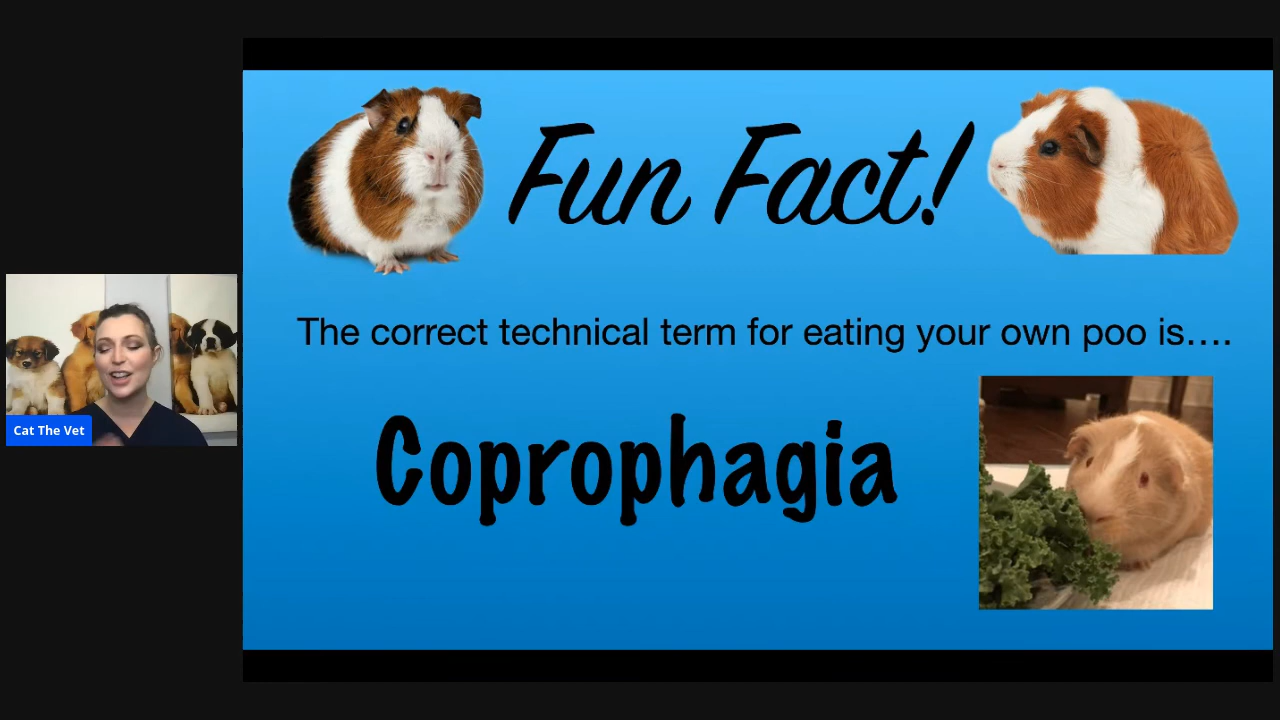 Fun Fact!
The correct technical term for eating your own poo is....
Coprophagia
Cat The Vet